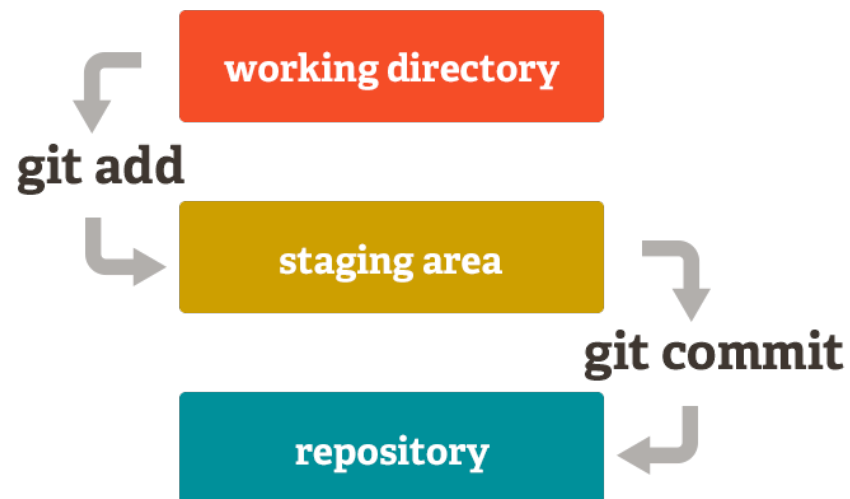 working directory
git add
staging area
git commit
repository